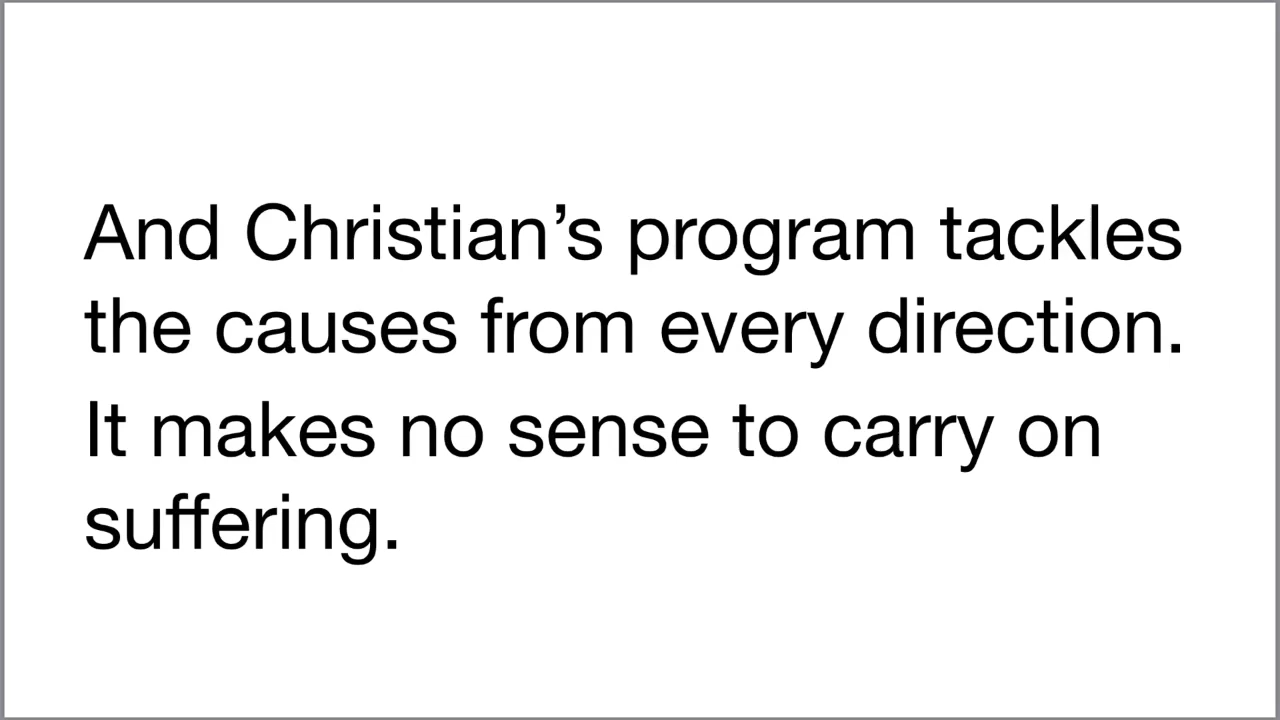 And Christian’s program tackles
the causes from every direction.
It makes no sense to carry on
suffering.